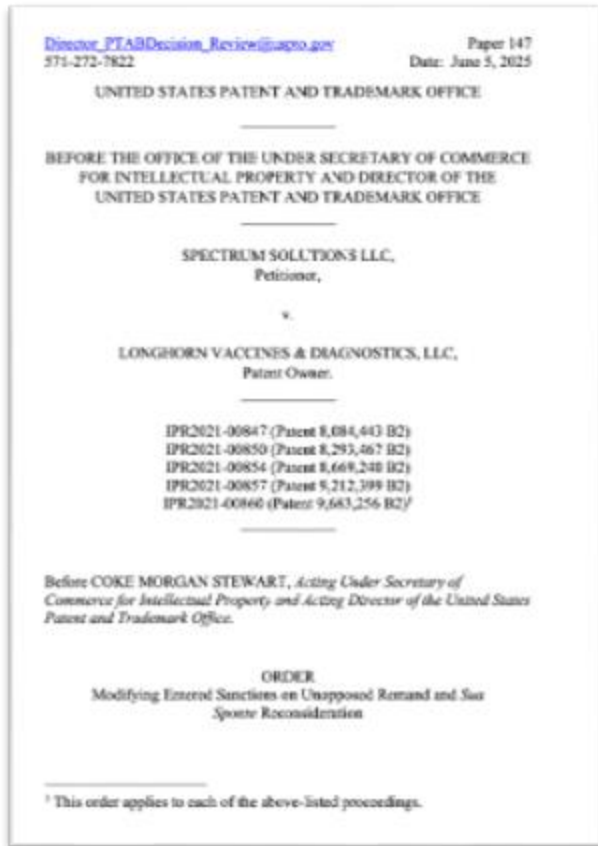 Director_PTABDecision_Review@uspto.gov Paper 147
571-272-7822 Date: June 5, 2025
UNITED STATES PATENT AND TRADEMARK OFFICE
BEFORE THE OFFICE OF THE UNDER SECRETARY OF COMMERCE
FOR INTELLECTUAL PROPERTY AND DIRECTOR OF THE
UNITED STATES PATENT AND TRADEMARK OFFICE
SPECTRUM SOLUTIONS LLC,
Petitioner,
v.
LONGHORN VACCINES & DIAGNOSTICS, LLC,
Patent Owner.
IPR2021-00847 (Patent 8,084,443 B2)
IPR2021-00850 (Patent 8,293,467 B2)
IPR2021-00854 (Patent 8,669,240 B2)
IPR2021-00857 (Patent 9,212,399 B2)
IPR2021-00860 (Patent 9,683,256 B2)¹
Before COKE MORGAN STEWART, Acting Under Secretary of
Commerce for Intellectual Property and Acting Director of the United States
Patent and Trademark Office.
ORDER
Modifying Entered Sanctions on Unopposed Remand and Sua
Sponte Reconsideration
¹ This order applies to each of the above-listed proceedings.